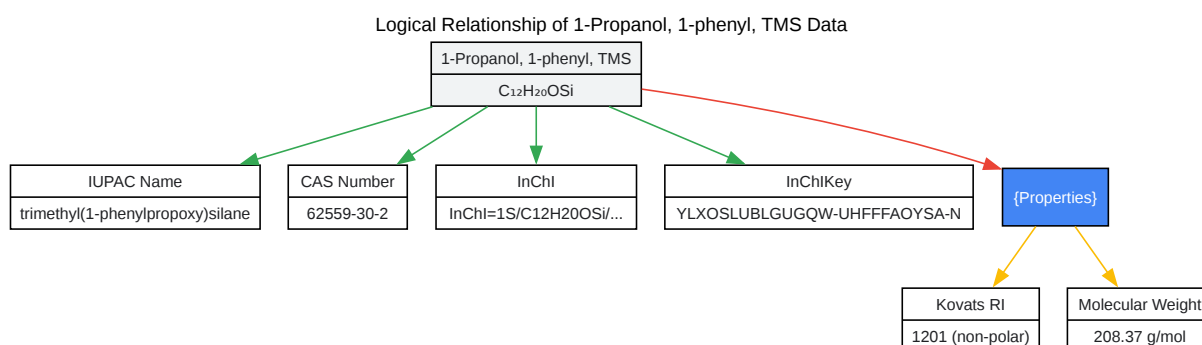 Logical Relationship of 1-Propanol, 1-phenyl, TMS Data
1-Propanol, 1-phenyl, TMS
C₁₂H₂₀OSi
IUPAC Name
trimethyl(1-phenylpropoxy)silane
CAS Number
62559-30-2
InChI
InChI=1S/C12H20OSi/...
InChIKey
YLXOSLUBLGUGQW-UHFFFAOYSA-N
{Properties}
Kovats RI
1201 (non-polar)
Molecular Weight
208.37 g/mol